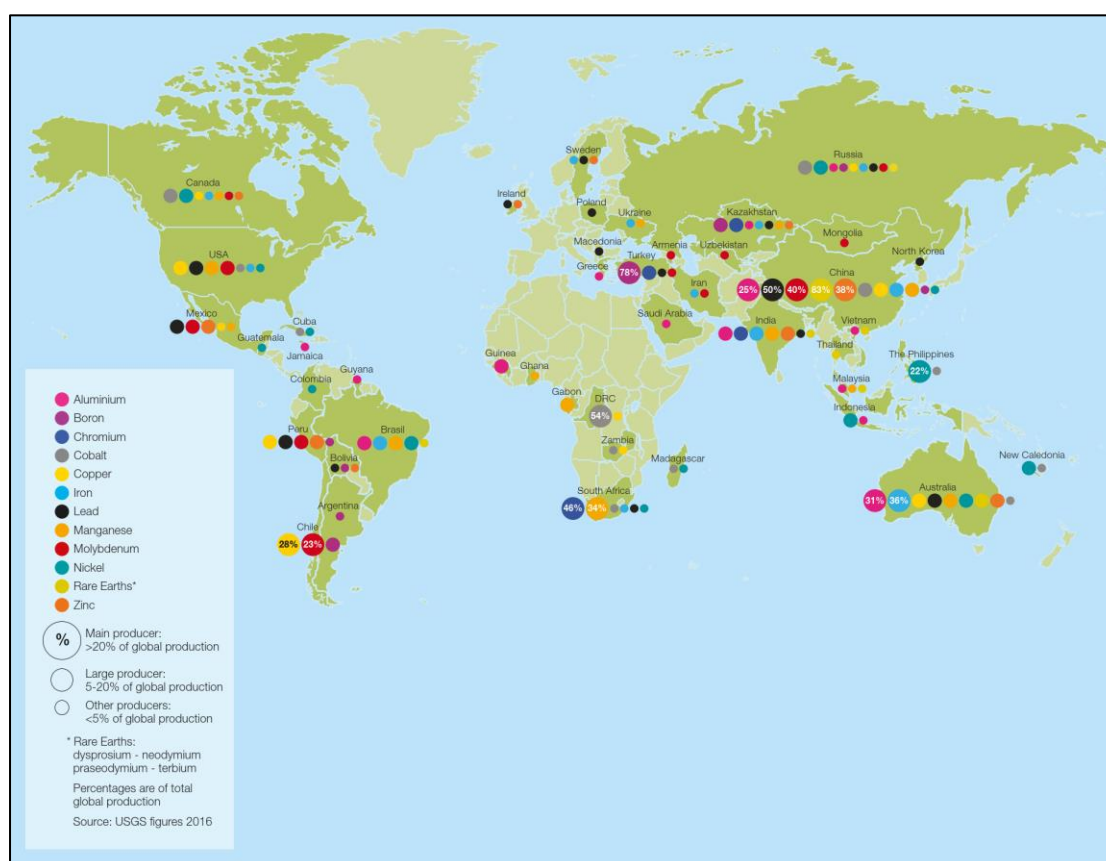 Sweden
Russia
Canada
Ireland
Poland
Ukraine
Kazakhstan
Mongolia
USA
Macedonia
Armenia
Uzbekistan
North Korea
Greece
Turkey
78%
Iran
China
25%
50%
40%
83%
38%
Mexico
Cuba
Guatemala
Jamaica
Saudi Arabia
India
Vietnam
Thailand
Guinea
Ghana
The Philippines
22%
Guyana
Colombia
Gabon
DRC
54%
Malaysia
Indonesia
Peru
Brasil
Bolivia
Zambia
Madagascar
New Caledonia
Argentina
South Africa
46%
34%
Australia
31%
36%
Chile
28%
23%
Aluminium
Boron
Chromium
Cobalt
Copper
Iron
Lead
Manganese
Molybdenum
Nickel
Rare Earths*
Zinc
%
Main producer:
>20% of global production
Large producer:
5-20% of global production
Other producers:
<5% of global production
* Rare Earths:
dysprosium - neodymium
praseodymium - terbium
Percentages are of total
global production
Source: USGS figures 2016